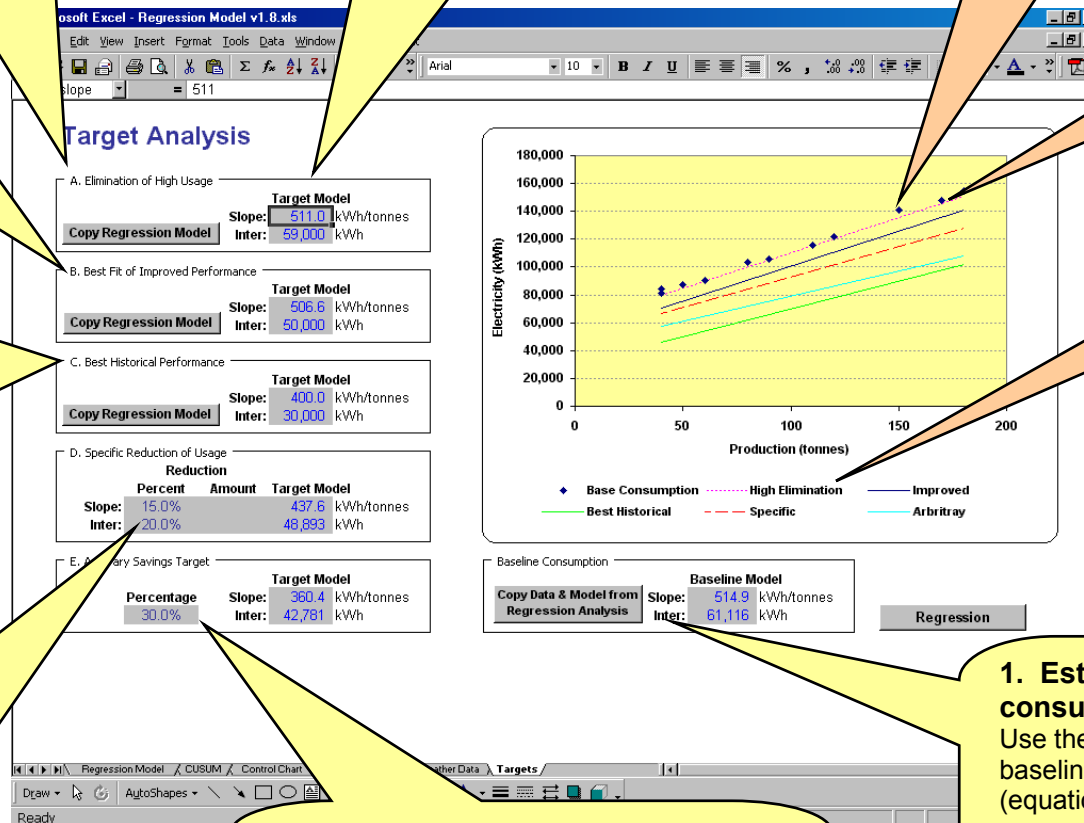 osoft Excel - Regression Model v1.8.xls
Edit View Insert Format Tools Data Window
Arial 10 B I U
slope = 511
Target Analysis
A. Elimination of High Usage
Target Model
Slope: 511.0 kWh/tonnes
Copy Regression Model Inter: 59,000 kWh
B. Best Fit of Improved Performance
Target Model
Slope: 506.6 kWh/tonnes
Copy Regression Model Inter: 50,000 kWh
C. Best Historical Performance
Target Model
Slope: 400.0 kWh/tonnes
Copy Regression Model Inter: 30,000 kWh
D. Specific Reduction of Usage
Reduction
Percent Amount Target Model
Slope: 15.0% 437.6 kWh/tonnes
Inter: 20.0% 48,893 kWh
E. A ary Savings Target
Target Model
Percentage Slope: 360.4 kWh/tonnes
30.0% Inter: 42,781 kWh
180,000
160,000
140,000
120,000
100,000
80,000
60,000
40,000
20,000
0
Electricity (kWh)
0 50 100 150 200
Production (tonnes)
Base Consumption High Elimination Improved
Best Historical Specific Arbritray
Baseline Consumption
Baseline Model
Copy Data & Model from Slope: 514.9 kWh/tonnes
Regression Analysis Inter: 61,116 kWh
Regression
1. Est
consu
Use the
baselin
(equati
Regression Model CUSUM Control Chart ather Data Targets
Draw AutoShapes
Ready